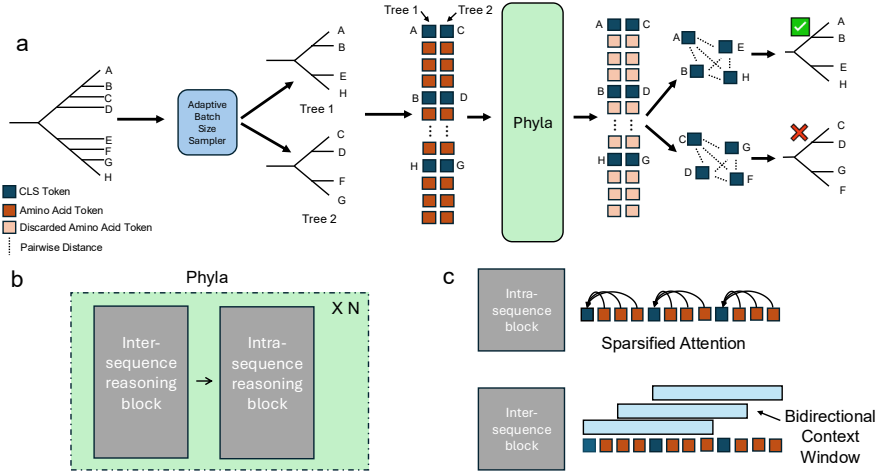 a
A
B
C
D
E
F
G
H
Adaptive
Batch
Size
Sampler
A
B
E
H
Tree 1
C
D
F
G
Tree 2
Tree 1
Tree 2
A
C
B
D
H
G
Phyla
A
C
B
D
H
G
A
E
B
H
C
G
D
F
A
B
E
H
C
D
G
F
CLS Token
Amino Acid Token
Discarded Amino Acid Token
Pairwise Distance
b
Phyla
X N
Inter-
sequence
reasoning
block
Intra-
sequence
reasoning
block
c
Intra-
sequence
block
Sparsified Attention
Inter-
sequence
block
Bidirectional
Context
Window